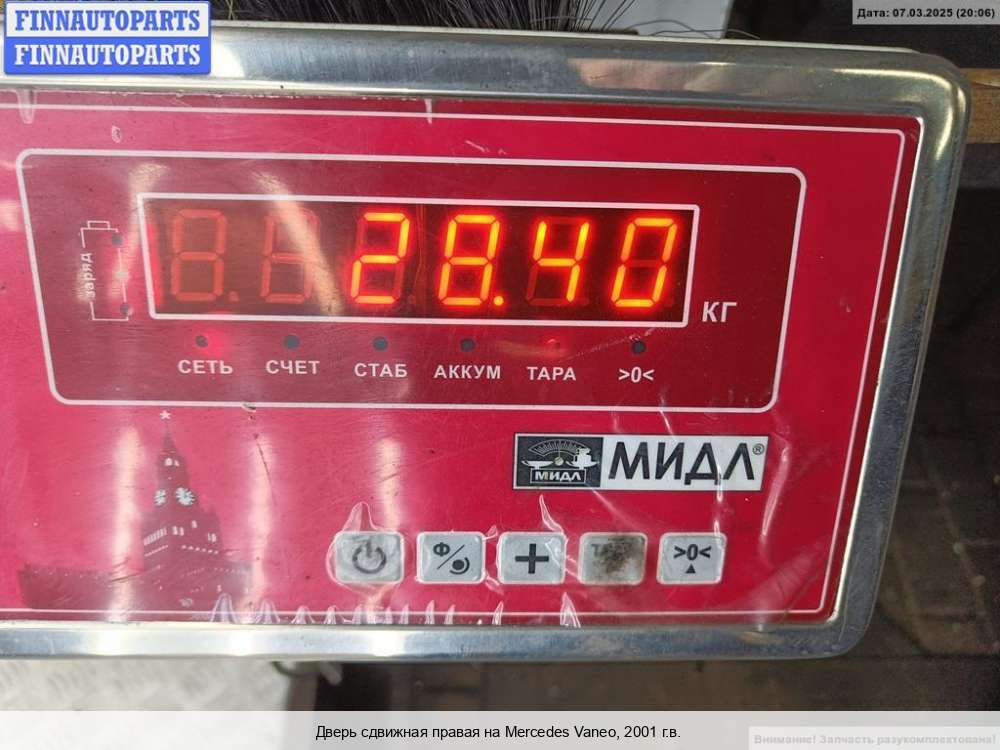 FINNAUTOPARTS
FINNAUTOPARTS
Дата: 07.03.2025 (20:06)
заряд
28.40
КГ
СЕТЬ СЧЕТ СТАБ АККУМ ТАРА >0<
МИДЛ МИДЛ®
Ф + >0<
Дверь сдвижная правая на Mercedes Vaneo, 2001 г.в.
Внимание! Запчасть разукомплектована!